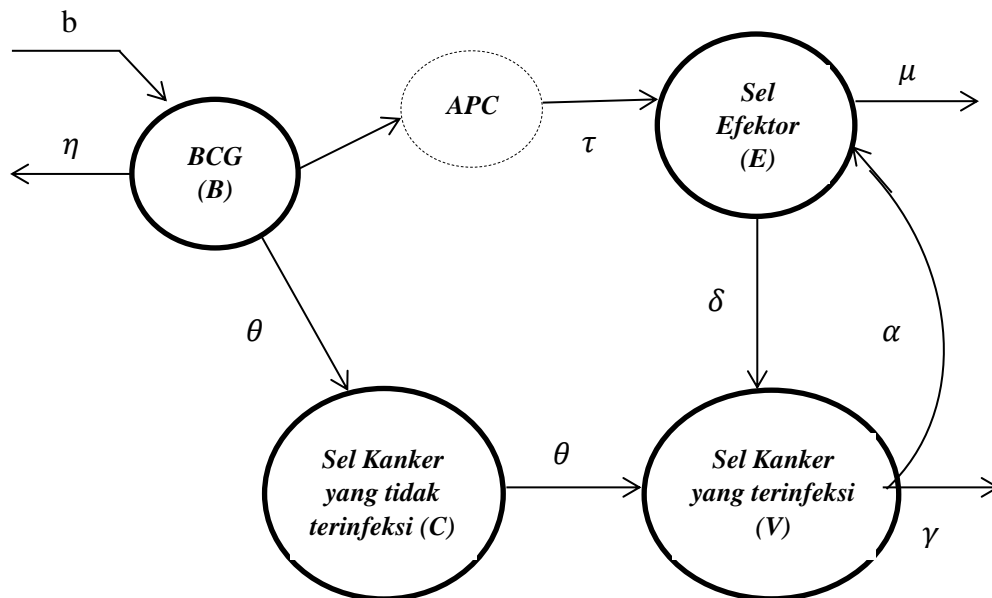 b
η
BCG
(B)
APC
τ
Sel
Efektor
(E)
μ
θ
δ
α
Sel Kanker
yang tidak
terinfeksi (C)
θ
Sel Kanker
yang terinfeksi
(V)
γ